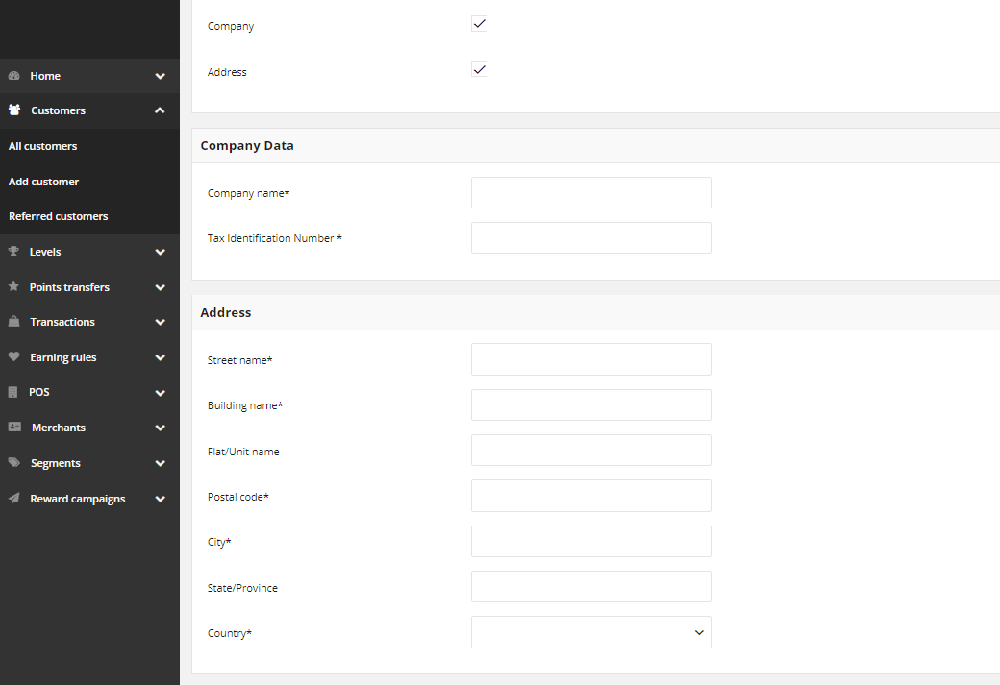 Home
Customers
All customers
Add customer
Referred customers
Levels
Points transfers
Transactions
Earning rules
POS
Merchants
Segments
Reward campaigns
Company
Address
Company Data
Company name*
Tax Identification Number *
Address
Street name*
Building name*
Flat/Unit name
Postal code*
City*
State/Province
Country*